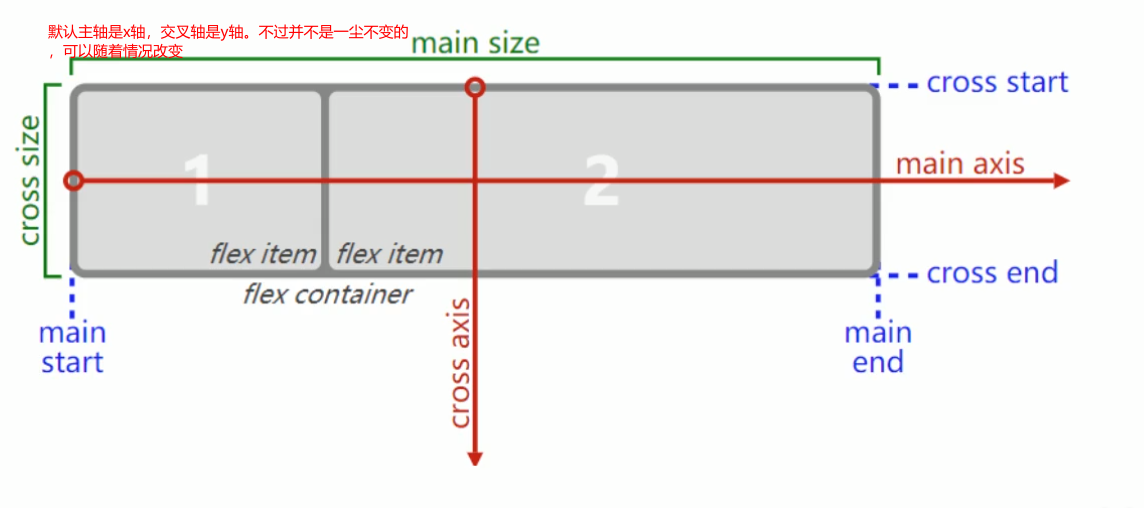 默认主轴是x轴，交叉轴是y轴。不过并不是一尘不变的
，可以随着情况改变
main size
cross start
cross size
main axis
1
2
flex item
flex item
cross end
flex container
cross axis
main
start
main
end